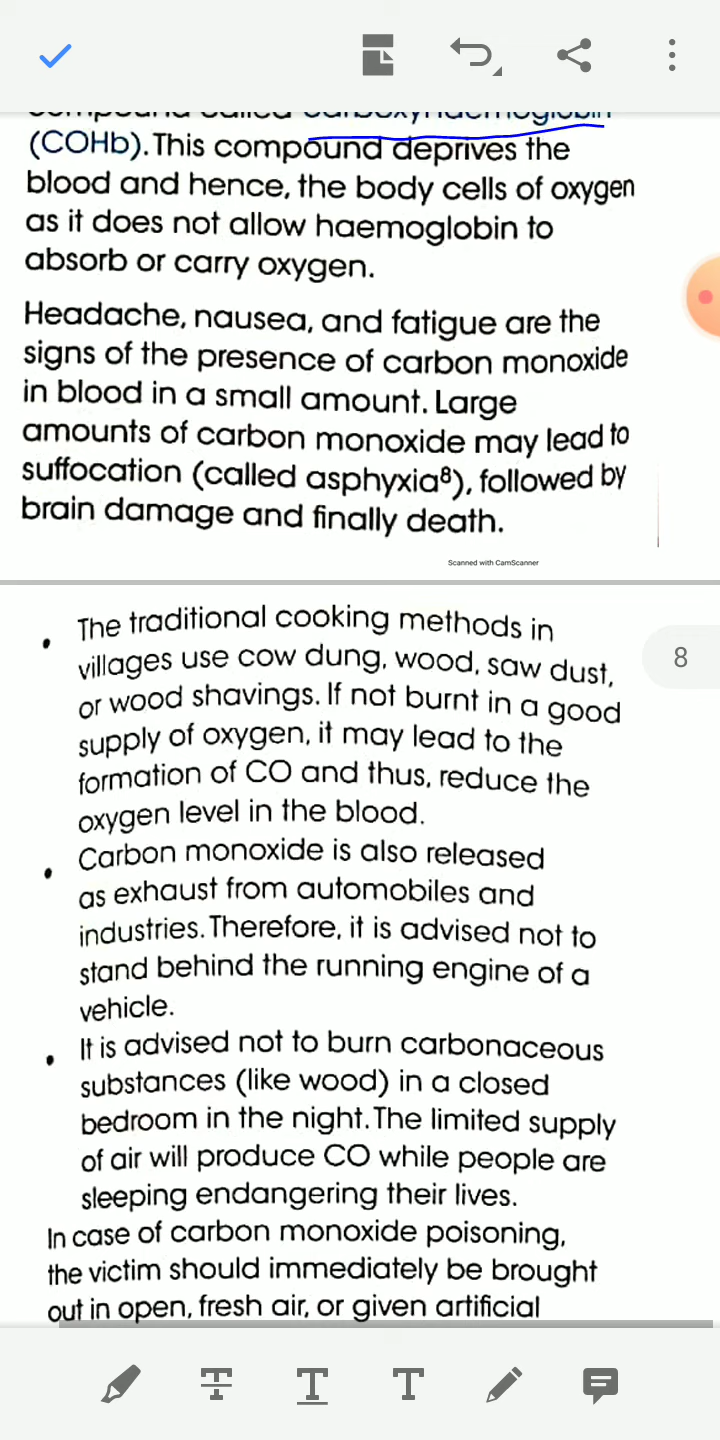 compound called carboxyhaemoglobin
(COHb). This compound deprives the
blood and hence, the body cells of oxygen
as it does not allow haemoglobin to
absorb or carry oxygen.
Headache, nausea, and fatigue are the
signs of the presence of carbon monoxide
in blood in a small amount. Large
amounts of carbon monoxide may lead to
suffocation (called asphyxia⁸), followed by
brain damage and finally death.
Scanned with CamScanner
8
• The traditional cooking methods in
villages use cow dung, wood, saw dust,
or wood shavings. If not burnt in a good
supply of oxygen, it may lead to the
formation of CO and thus, reduce the
oxygen level in the blood.
• Carbon monoxide is also released
as exhaust from automobiles and
industries. Therefore, it is advised not to
stand behind the running engine of a
vehicle.
• It is advised not to burn carbonaceous
substances (like wood) in a closed
bedroom in the night. The limited supply
of air will produce CO while people are
sleeping endangering their lives.
In case of carbon monoxide poisoning,
the victim should immediately be brought
out in open, fresh air, or given artificial
T
T
T